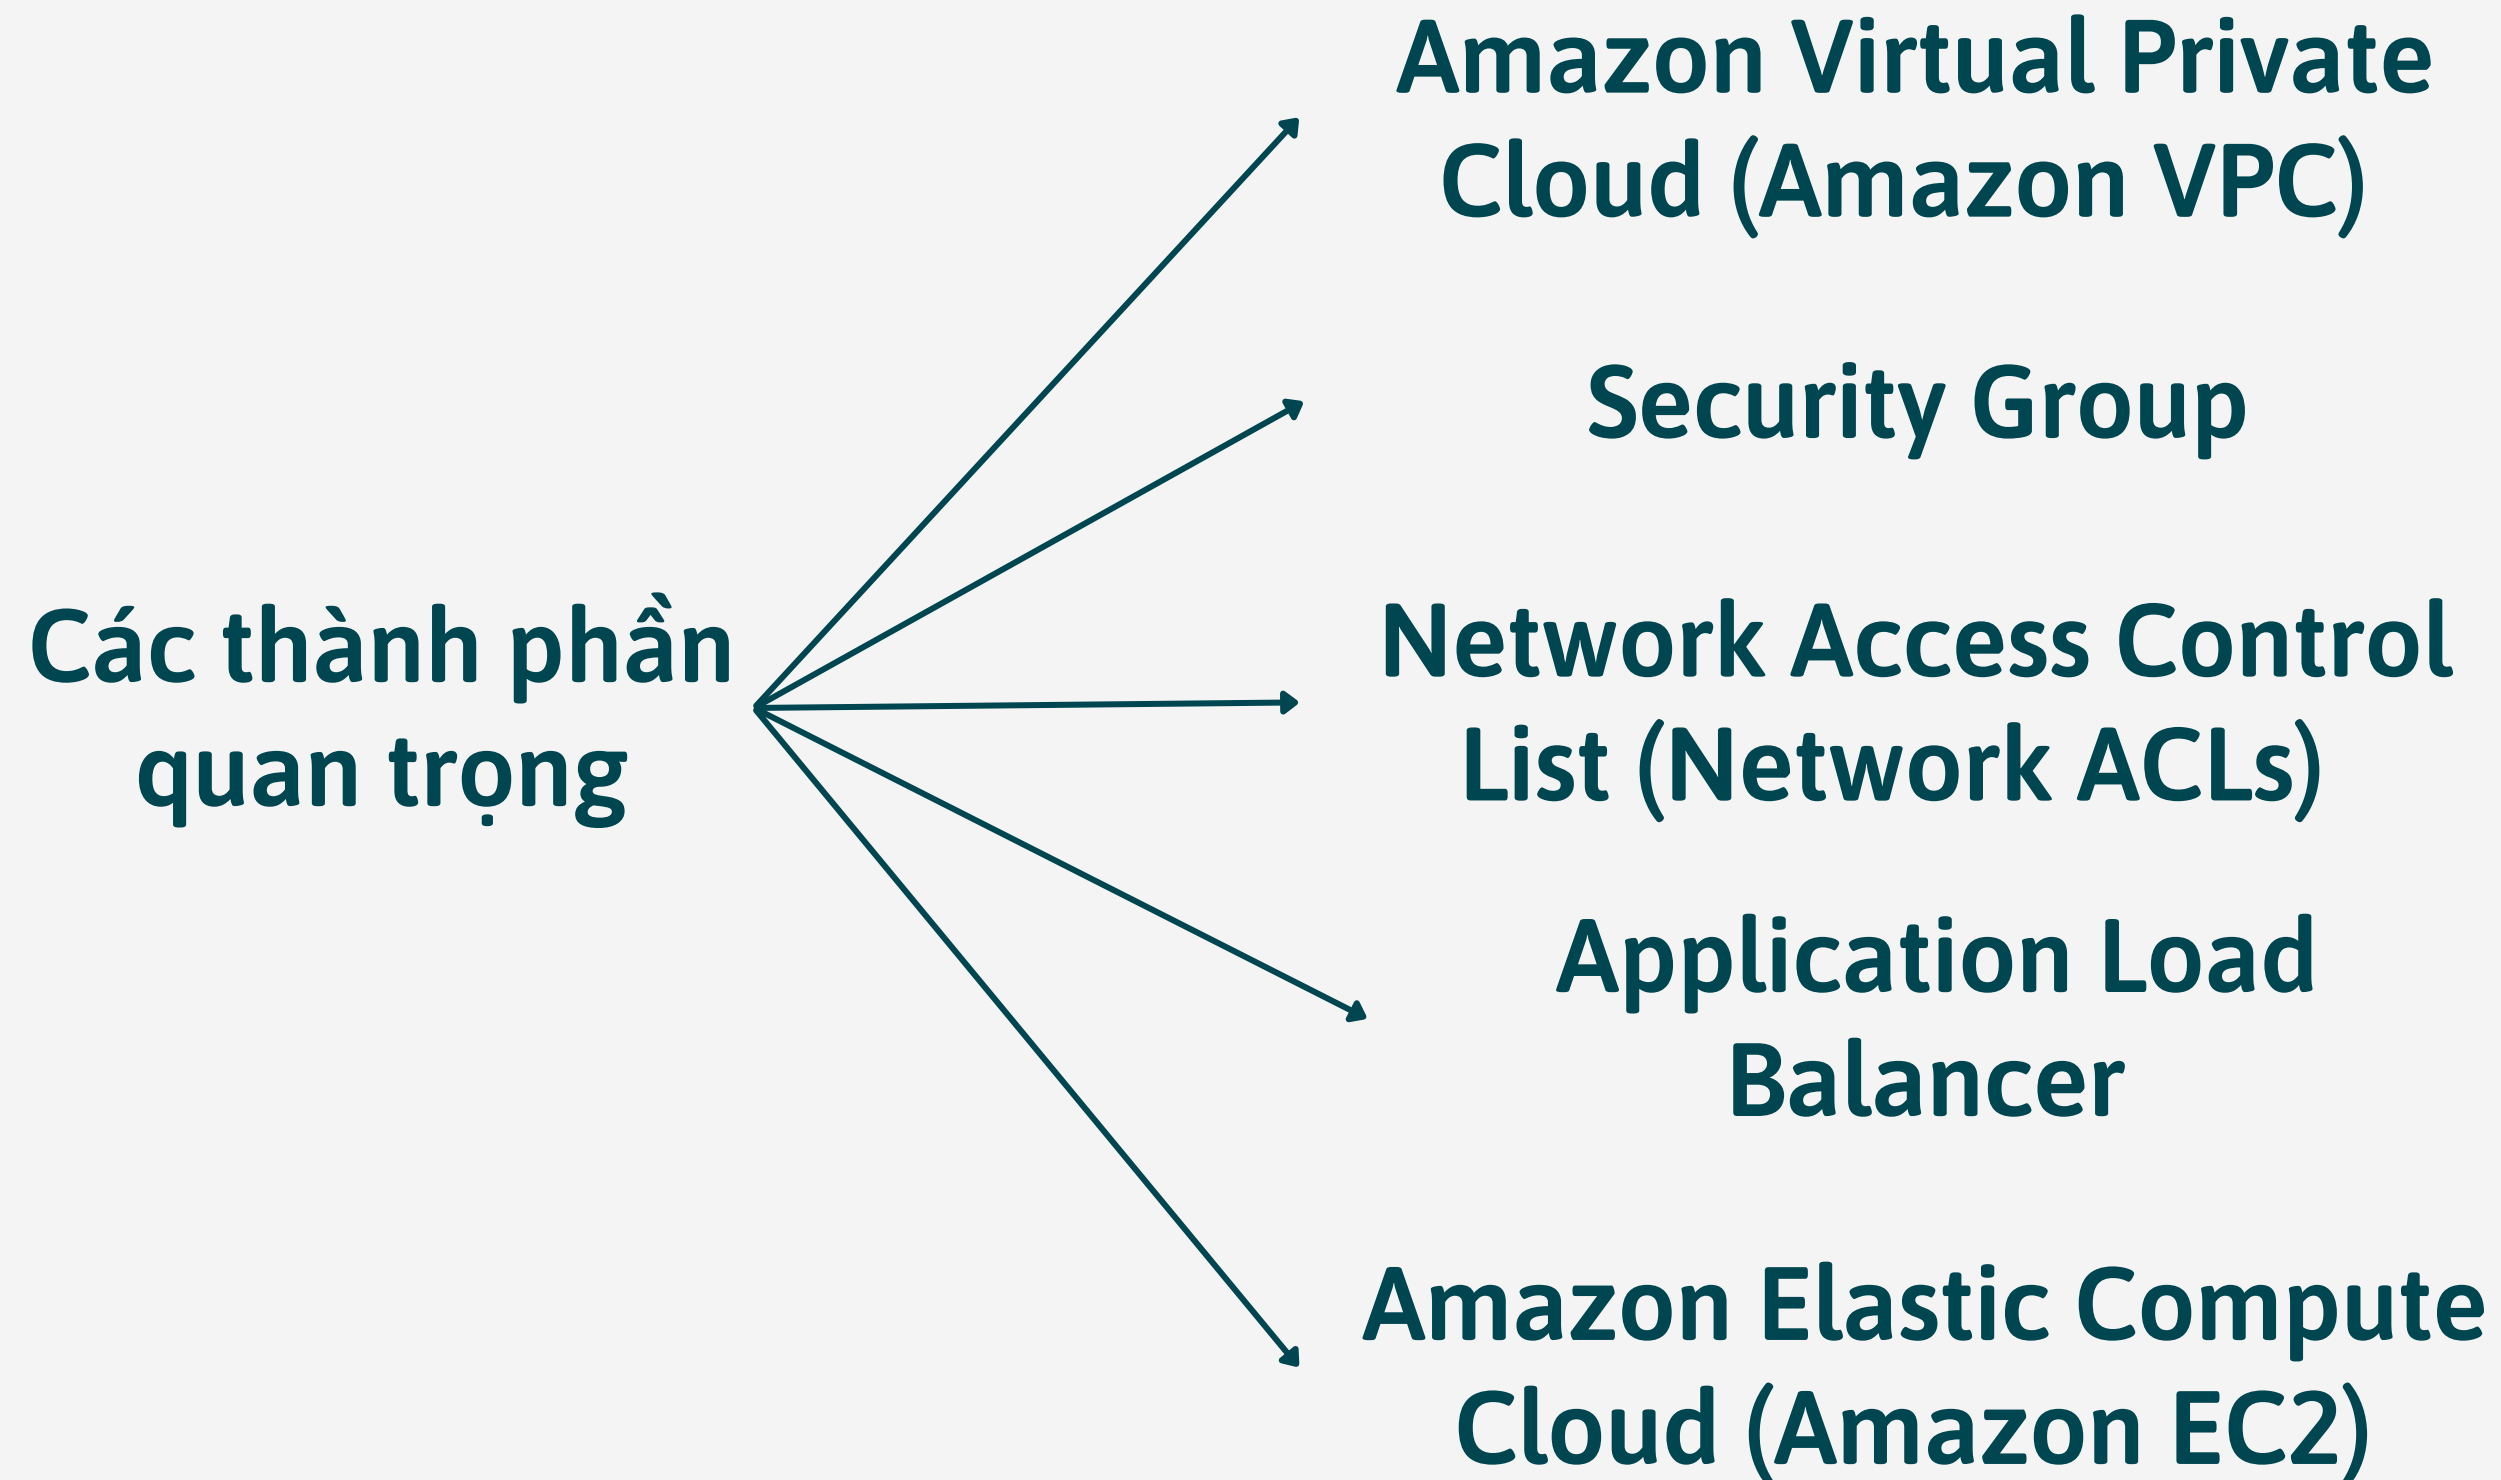 Amazon Virtual Private
Cloud (Amazon VPC)
Security Group
Các thành phần
quan trọng
Network Access Control
List (Network ACLs)
Application Load
Balancer
Amazon Elastic Compute
Cloud (Amazon EC2)